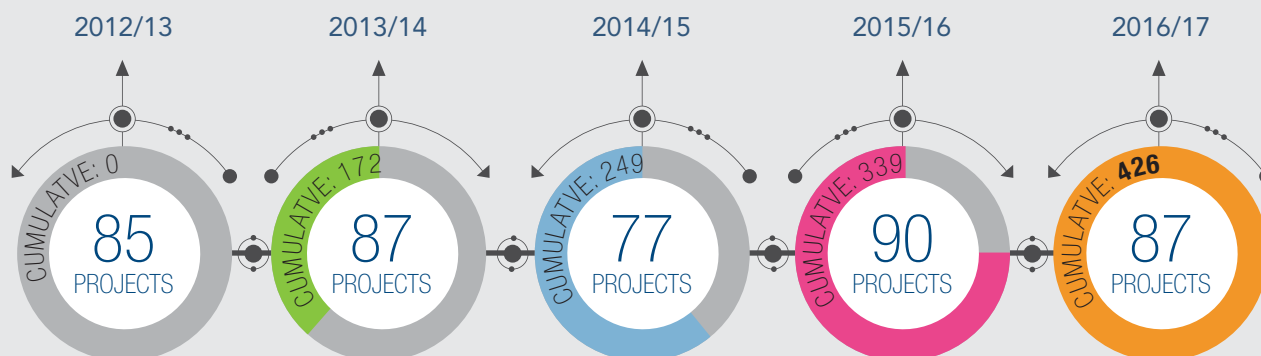 2012/13
2013/14
2014/15
2015/16
2016/17
CUMULATVE: 0
85
PROJECTS
CUMULATVE: 172
87
PROJECTS
CUMULATVE: 249
77
PROJECTS
CUMULATVE: 339
90
PROJECTS
CUMULATVE: 426
87
PROJECTS